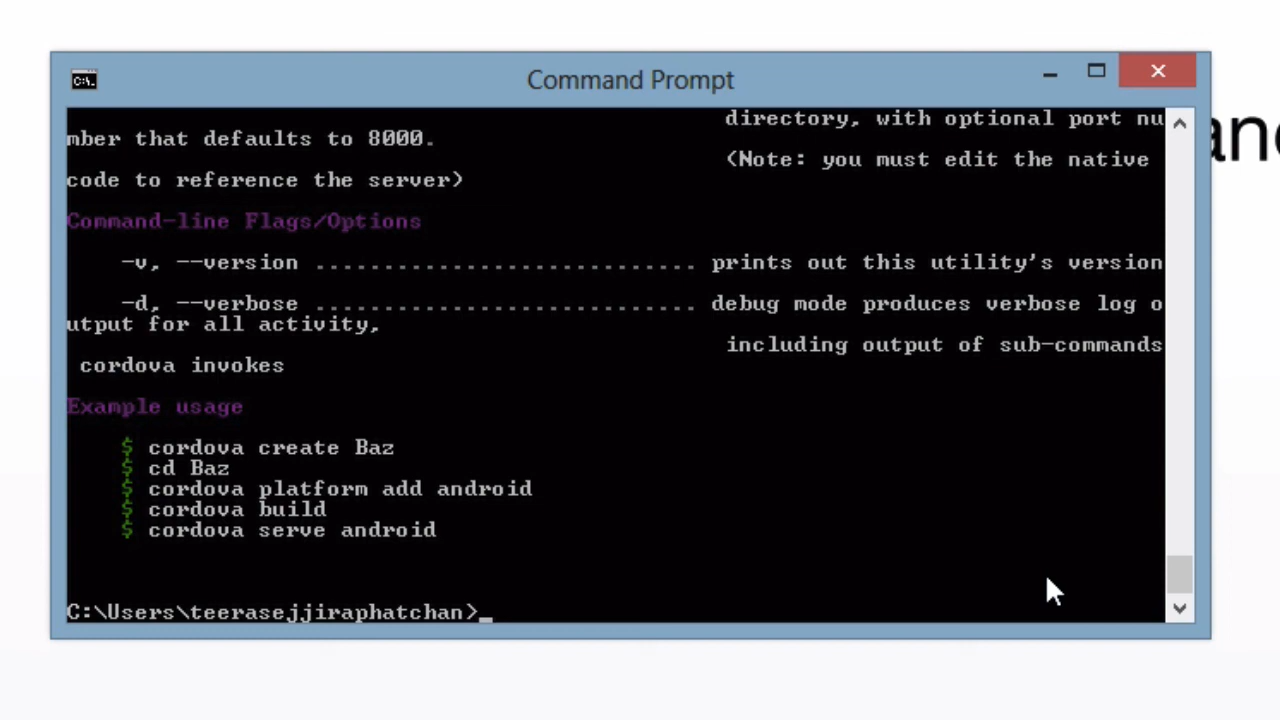 Command Prompt
directory, with optional port nu
mber that defaults to 8000.
(Note: you must edit the native
code to reference the server)
Command-line Flags/Options
-v, --version ............................ prints out this utility's version
-d, --verbose ............................ debug mode produces verbose log o
utput for all activity,
including output of sub-commands
cordova invokes
Example usage
$ cordova create Baz
$ cd Baz
$ cordova platform add android
$ cordova build
$ cordova serve android
C:\Users\teerasejjiraphatchan>_